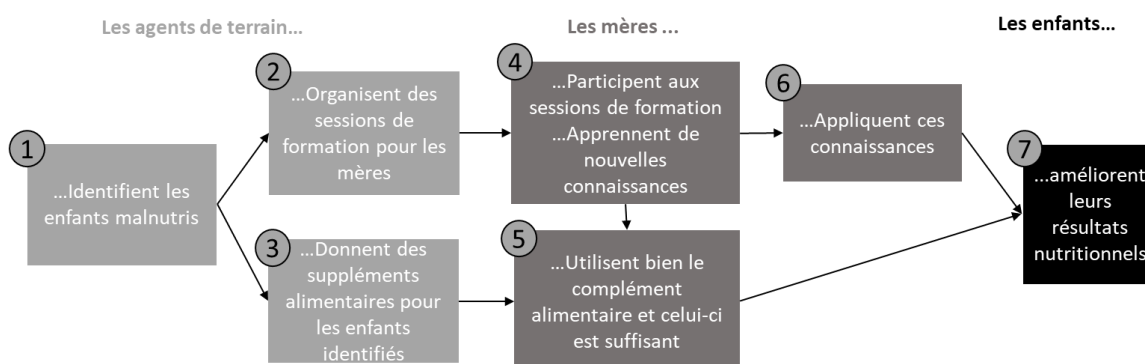 Les agents de terrain...
Les mères ...
Les enfants...
1
...Identifient les
enfants malnutris
2
...Organisent des
sessions de
formation pour les
mères
3
...Donnent des
suppléments
alimentaires pour
les enfants
identifiés
4
...Participent aux
sessions de formation
...Apprennent de
nouvelles
connaissances
5
...Utilisent bien le
complément
alimentaire et celui-ci
est suffisant
6
...Appliquent ces
connaissances
7
...améliorent
leurs
résultats
nutritionnels